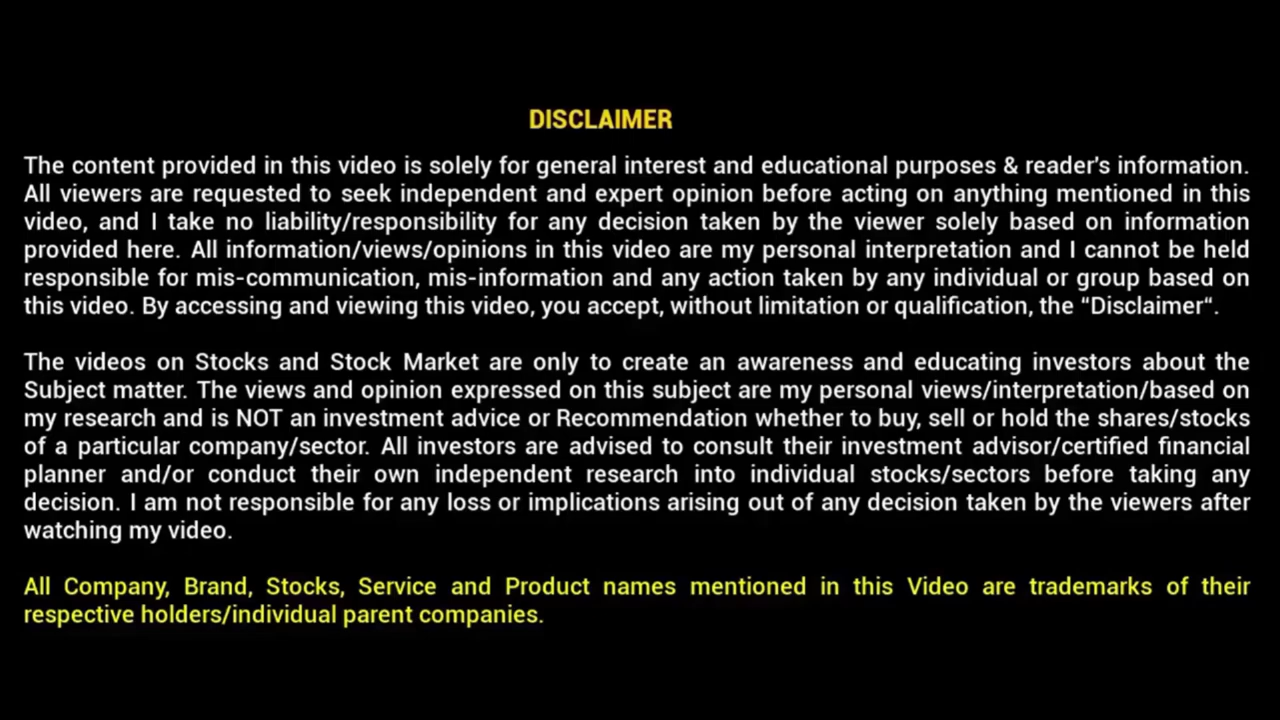 DISCLAIMER
The content provided in this video is solely for general interest and educational purposes & reader's information.
All viewers are requested to seek independent and expert opinion before acting on anything mentioned in this
video, and I take no liability/responsibility for any decision taken by the viewer solely based on information
provided here. All information/views/opinions in this video are my personal interpretation and I cannot be held
responsible for mis-communication, mis-information and any action taken by any individual or group based on
this video. By accessing and viewing this video, you accept, without limitation or qualification, the “Disclaimer“.
The videos on Stocks and Stock Market are only to create an awareness and educating investors about the
Subject matter. The views and opinion expressed on this subject are my personal views/interpretation/based on
my research and is NOT an investment advice or Recommendation whether to buy, sell or hold the shares/stocks
of a particular company/sector. All investors are advised to consult their investment advisor/certified financial
planner and/or conduct their own independent research into individual stocks/sectors before taking any
decision. I am not responsible for any loss or implications arising out of any decision taken by the viewers after
watching my video.
All Company, Brand, Stocks, Service and Product names mentioned in this Video are trademarks of their
respective holders/individual parent companies.